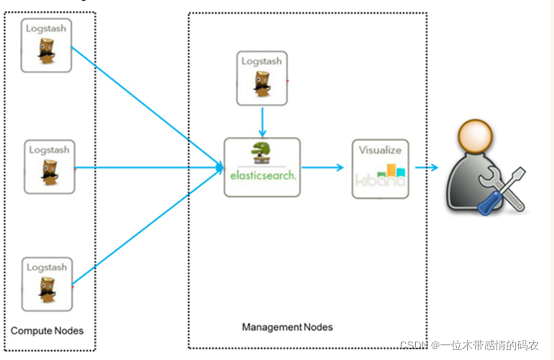 Logstash
Logstash
Logstash
Logstash
elasticsearch.
Visualize
kibana
Compute Nodes
Management Nodes
CSDN @一位木带感情的码农